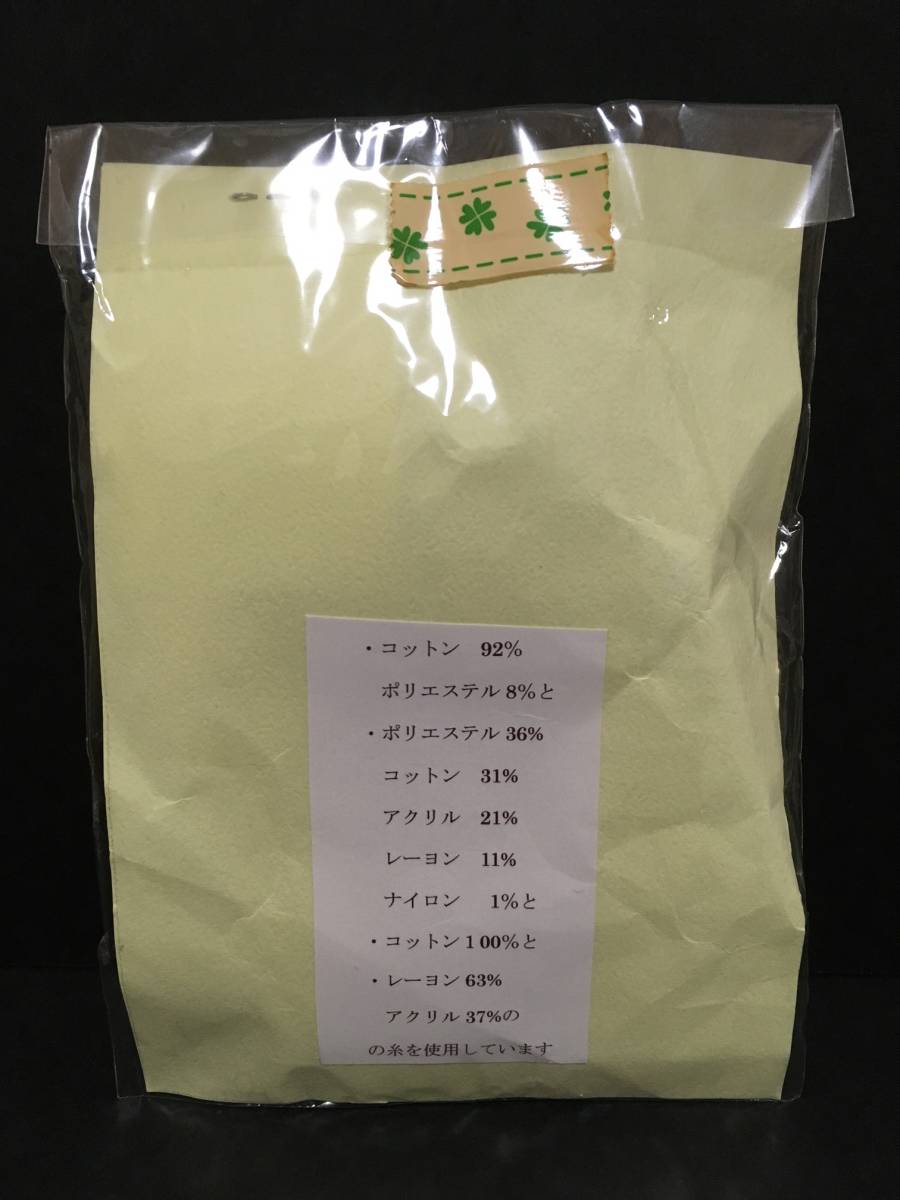 ・コットン　92%
ポリエステル 8%と
・ポリエステル 36%
コットン　31%
アクリル　21%
レーヨン　11%
ナイロン　1%と
・コットン１00%と
・レーヨン 63%
アクリル 37%の
の糸を使用しています